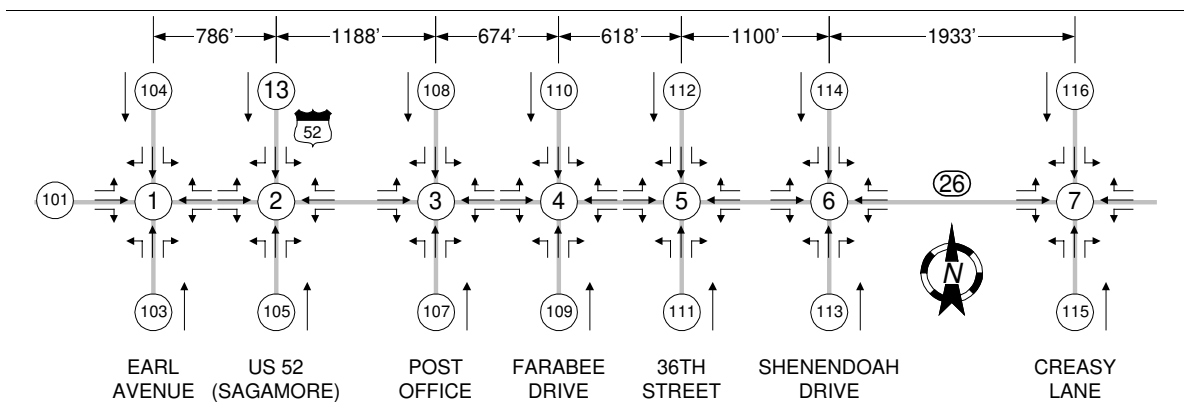 786’ 1188’ 674’ 618’ 1100’ 1933’
104 13 108 110 112 114 116
52
101 1 2 3 4 5 6 26 7
N
103 105 107 109 111 113 115
EARL US 52 POST FARABEE 36TH SHENENDOAH CREASY
AVENUE (SAGAMORE) OFFICE DRIVE STREET DRIVE LANE